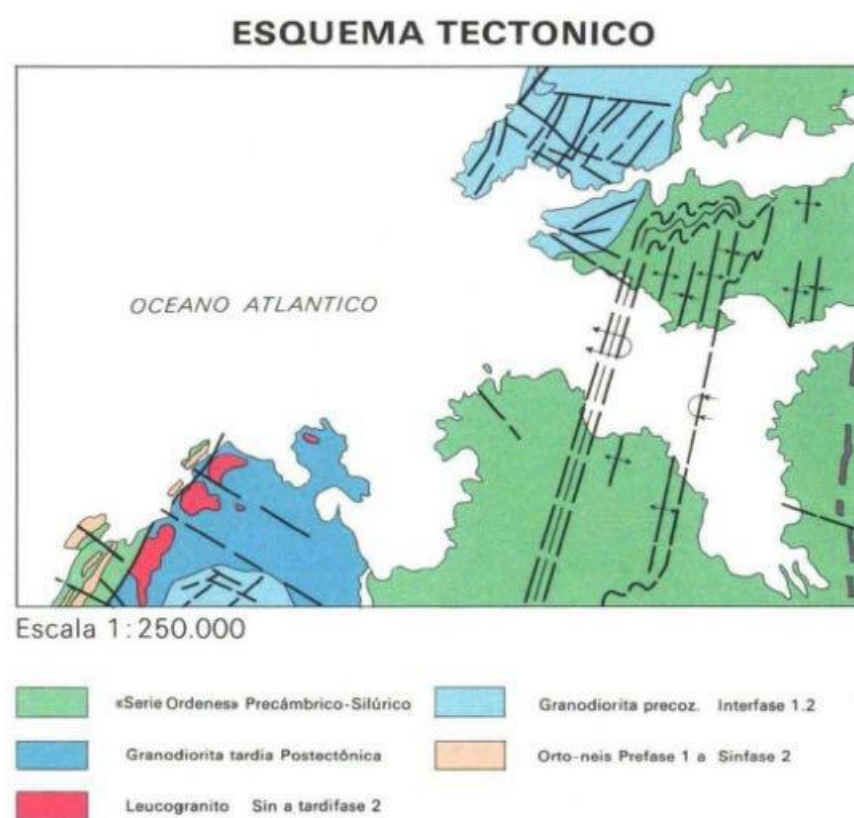 ESQUEMA TECTONICO
OCEANO ATLANTICO
Escala 1:250.000
«Serie Ordenes» Precámbrico-Silúrico
Granodiorita precoz. Interfase 1.2
Granodiorita tardia Postectônica
Orto-neis Prefase 1 a Sinfase 2
Leucogranito Sin a tardifase 2